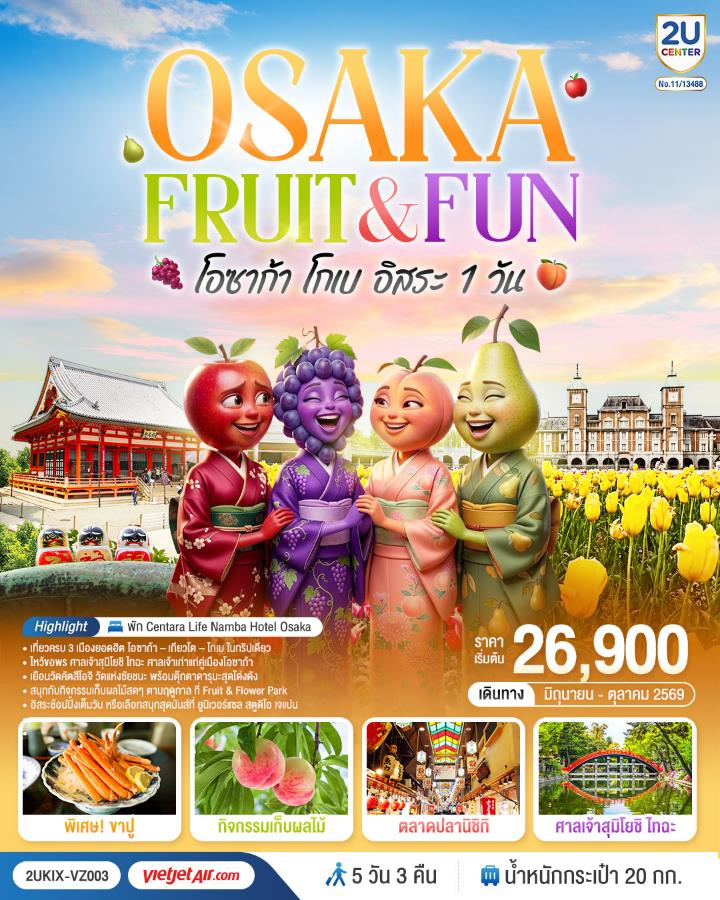 2U
CENTER
No.11/13488
OSAKA
FRUIT&FUN
โอซาก้า โกเบ อิสระ 1 วัน
Highlight
พัก Centara Life Namba Hotel Osaka
• เที่ยวครบ 3 เมืองยอดฮิต โอซาก้า – เกียวโต – โกเบ ในทริปเดียว
• ไหว้ขอพร ศาลเจ้าสุมิโยชิ ไทฉะ ศาลเจ้าเก่าแก่คู่เมืองโอซาก้า
• เยือนวัดคัตสึโอจิ วัดแห่งชัยชนะ พร้อมตุ๊กตาดารุมะสุดโด่งดัง
• สนุกกับกิจกรรมเก็บผลไม้สดๆ ตามฤดูกาล ที่ Fruit & Flower Park
• อิสระช้อปปิ้งเต็มวัน หรือเลือกสนุกสุดมันส์ที่ ยูนิเวอร์แซล สตูดิโอ เจแปน
ราคา
เริ่มต้น
26,900
เดินทาง
มิถุนายน - ตุลาคม 2569
พิเศษ! ขาปู
กิจกรรมเก็บผลไม้
ตลาดปลานิชิกิ
ศาลเจ้าสุมิโยชิ ไทฉะ
2UKIX-VZ003
vietjetAir.com
5 วัน 3 คืน
น้ำหนักกระเป๋า 20 กก.